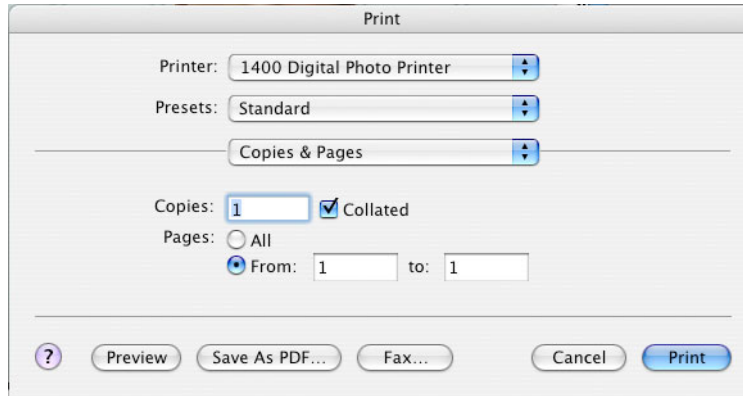 Print
Printer: 1400 Digital Photo Printer
Presets: Standard
Copies & Pages
Copies: 1 Collated
Pages: All
From: 1 to: 1
? Preview Save As PDF... Fax... Cancel Print